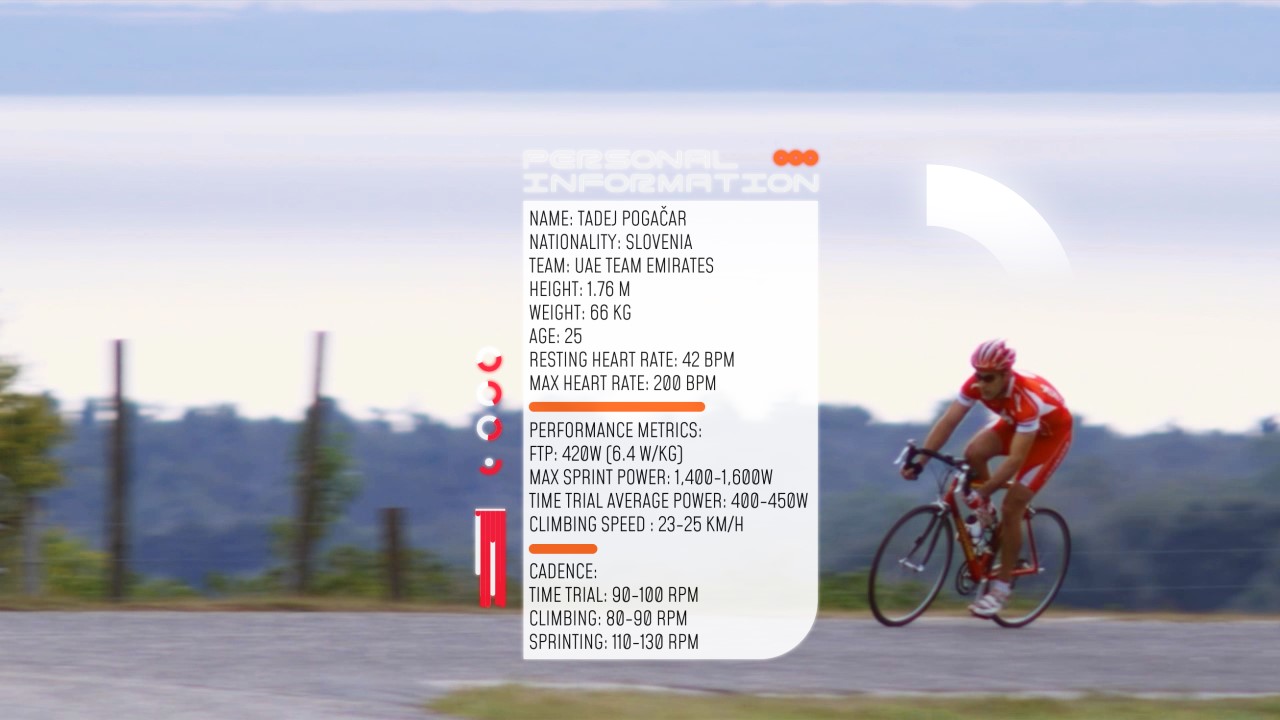 PERSONAL
INFORMATION
NAME: TADEJ POGAČAR
NATIONALITY: SLOVENIA
TEAM: UAE TEAM EMIRATES
HEIGHT: 1.76 M
WEIGHT: 66 KG
AGE: 25
RESTING HEART RATE: 42 BPM
MAX HEART RATE: 200 BPM
PERFORMANCE METRICS:
FTP: 420W (6.4 W/KG)
MAX SPRINT POWER: 1,400-1,600W
TIME TRIAL AVERAGE POWER: 400-450W
CLIMBING SPEED : 23-25 KM/H
CADENCE:
TIME TRIAL: 90-100 RPM
CLIMBING: 80-90 RPM
SPRINTING: 110-130 RPM